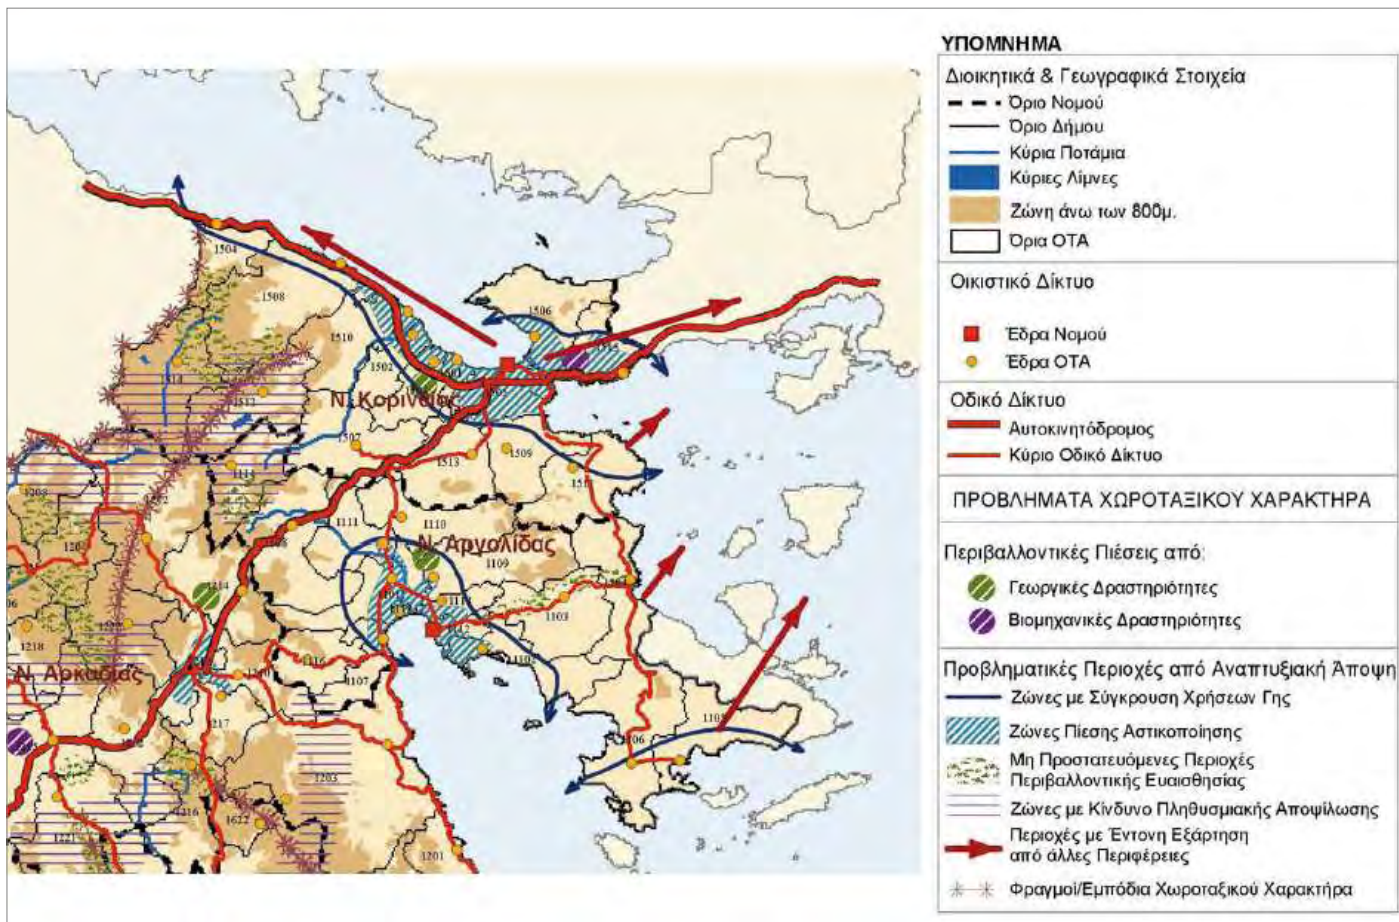 ΥΠΟΜΝΗΜΑ
Διοικητικά & Γεωγραφικά Στοιχεία
Όριο Νομού
Όριο Δήμου
Κύρια Ποτάμια
Κύριες Λίμνες
Ζώνη άνω των 800μ.
Όρια ΟΤΑ
Οικιστικό Δίκτυο
Έδρα Νομού
Έδρα ΟΤΑ
Οδικό Δίκτυο
Αυτοκινητόδρομος
Κύριο Οδικό Δίκτυο
ΠΡΟΒΛΗΜΑΤΑ ΧΩΡΟΤΑΞΙΚΟΥ ΧΑΡΑΚΤΗΡΑ
Περιβαλλοντικές Πιέσεις από:
Γεωργικές Δραστηριότητες
Βιομηχανικές Δραστηριότητες
Προβληματικές Περιοχές από Αναπτυξιακή Άποψη
Ζώνες με Σύγκρουση Χρήσεων Γης
Ζώνες Πίεσης Αστικοποίησης
Μη Προστατευόμενες Περιοχές
Περιβαλλοντικής Ευαισθησίας
Ζώνες με Κίνδυνο Πληθυσμιακής Αποψίλωσης
Περιοχές με Έντονη Εξάρτηση
από άλλες Περιφέρειες
Φραγμοί/Εμπόδια Χωροταξικού Χαρακτήρα
1504
1508
1506
1510
1502
Ν. Κορινθίας
1507
1513
1509
1114
1208
1111
1110
Ν. Αργολίδας
1109
1103
1218
Ν. Αρκαδίας
1116
1107
1217
1203
1216
1622
1221
1201